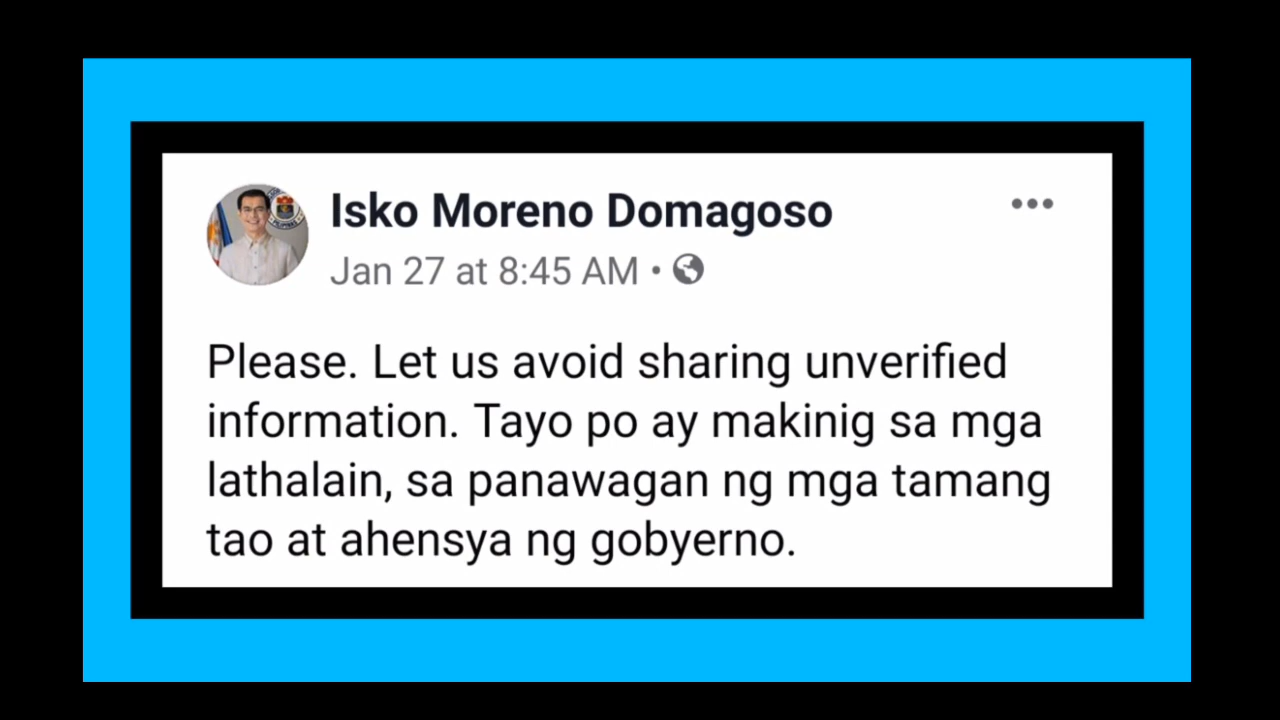 Isko Moreno Domagoso
Jan 27 at 8:45 AM •
Please. Let us avoid sharing unverified
information. Tayo po ay makinig sa mga
lathalain, sa panawagan ng mga tamang
tao at ahensya ng gobyerno.